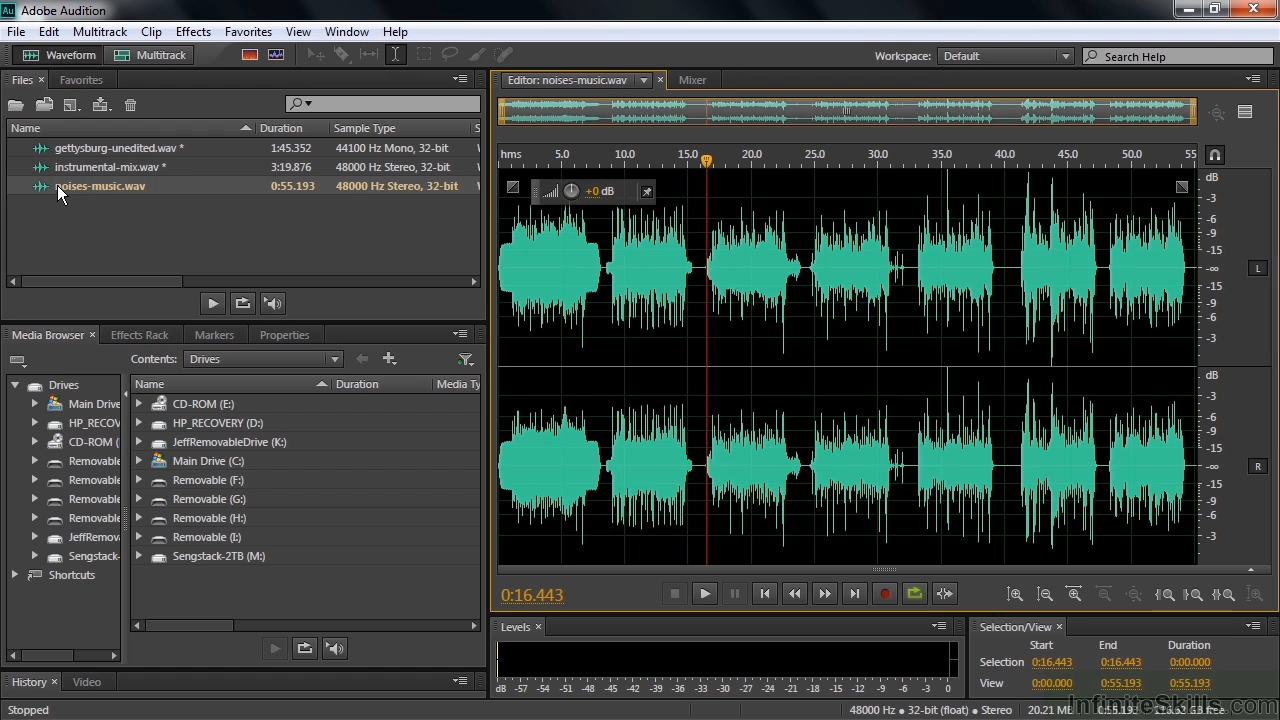 Au Adobe Audition
File Edit Multitrack Clip Effects Favorites View Window Help
Waveform Multitrack Workspace: Default Search Help
Files × Favorites
Name Duration Sample Type S
gettysburg-unedited.wav * 1:45.352 44100 Hz Mono, 32-bit
instrumental-mix.wav * 3:19.876 48000 Hz Stereo, 32-bit
noises-music.wav 0:55.193 48000 Hz Stereo, 32-bit
Editor: noises-music.wav × Mixer
hms 5.0 10.0 15.0 20.0 25.0 30.0 35.0 40.0 45.0 50.0 55
+0 dB
dB
-3
-6
-9
-15
-∞
-15
-9
-6
-3
L
dB
-3
-6
-9
-15
-∞
-15
-9
-6
-3
R
Media Browser × Effects Rack Markers Properties
Contents: Drives
Drives
Main Drive
HP_RECOV
CD-ROM (
Removable
Removable
Removable
Removable
JeffRemova
Sengstack-
Shortcuts
Name Duration Media Ty
CD-ROM (E:)
HP_RECOVERY (D:)
JeffRemovableDrive (K:)
Main Drive (C:)
Removable (F:)
Removable (G:)
Removable (H:)
Removable (I:)
Sengstack-2TB (M:)
0:16.443
Levels ×
dB -57 -54 -51 -48 -45 -42 -39 -36 -33 -30 -27 -24 -21 -18 -15 -12 -9 -6 -3 0
Selection/View ×
Start End Duration
Selection 0:16.443 0:16.443 0:00.000
View 0:00.000 0:55.193 0:55.193
History × Video
Stopped
48000 Hz ● 32-bit (float) ● Stereo 20.21 MB 0:55.193
InfiniteSkills.com